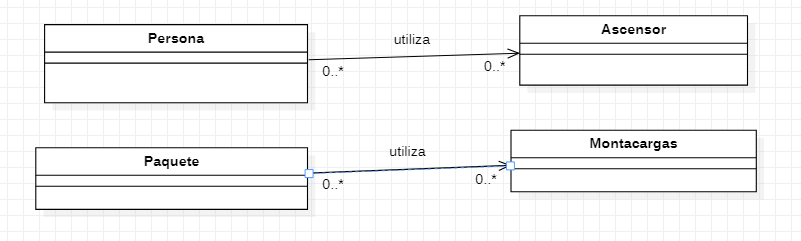 Persona
utiliza
Ascensor
0..*
0..*
Paquete
utiliza
Montacargas
0..*
0..*